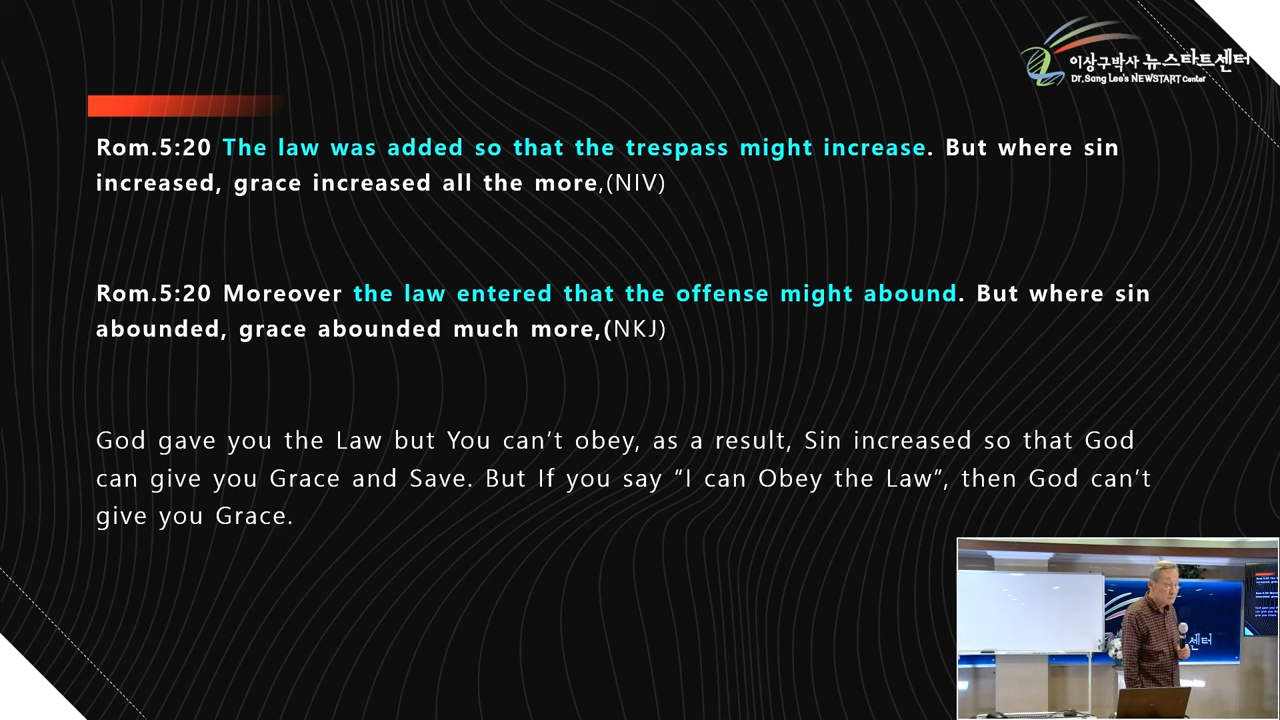 이상구박사 뉴스타트센터
Dr.Sang Lee's NEWSTART Center
Rom.5:20 The law was added so that the trespass might increase. But where sin
increased, grace increased all the more,(NIV)
Rom.5:20 Moreover the law entered that the offense might abound. But where sin
abounded, grace abounded much more,(NKJ)
God gave you the Law but You can’t obey, as a result, Sin increased so that God
can give you Grace and Save. But If you say “I can Obey the Law”, then God can’t
give you Grace.
센터